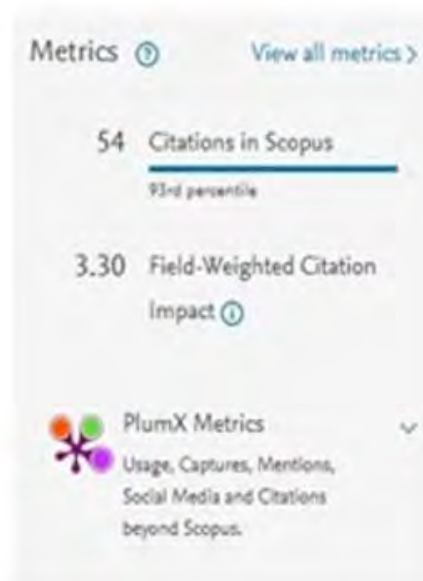 Metrics ? View all metrics >
54 Citations in Scopus
93rd percentile
3.30 Field-Weighted Citation
Impact i
PlumX Metrics
Usage, Captures, Mentions,
Social Media and Citations
beyond Scopus.